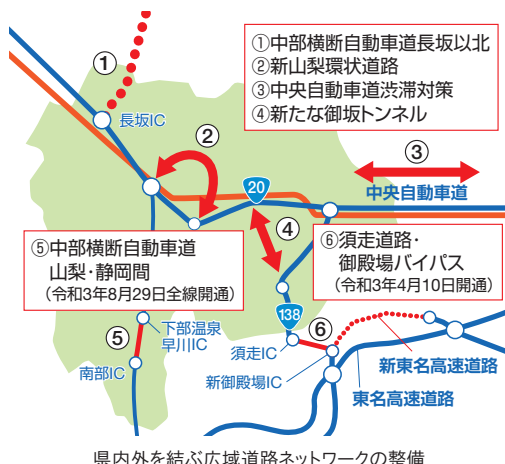 ①中部横断自動車道長坂以北
②新山梨環状道路
③中央自動車道渋滞対策
④新たな御坂トンネル
①
長坂IC
②
③
20
中央自動車道
④
⑤中部横断自動車道
山梨・静岡間
(令和3年8月29日全線開通)
⑥須走道路・
御殿場バイパス
(令和3年4月10日開通)
138
下部温泉
早川IC
⑤
⑥
須走IC
南部IC
新御殿場IC
新東名高速道路
東名高速道路
県内外を結ぶ広域道路ネットワークの整備